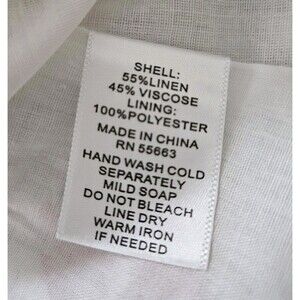 SHELL:
55%LINEN
45% VISCOSE
LINING:
100%POLYESTER
MADE IN CHINA
RN 55663
HAND WASH COLD
SEPARATELY
MILD SOAP
DO NOT BLEACH
LINE DRY
WARM IRON
IF NEEDED